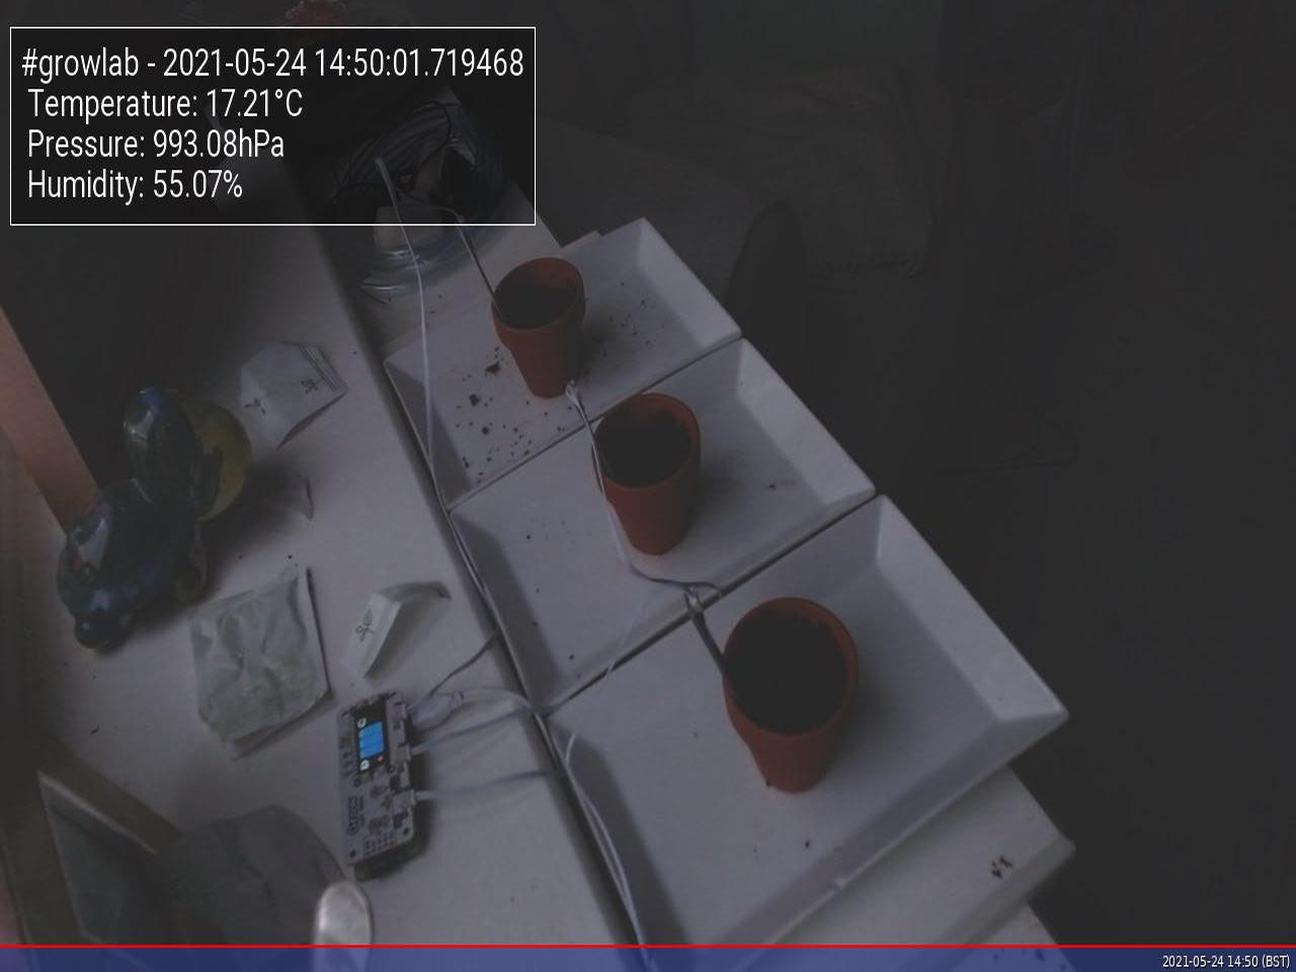 #growlab - 2021-05-24 14:50:01.719468
Temperature: 17.21°C
Pressure: 993.08hPa
Humidity: 55.07%
2021-05-24 14:50 (BST)